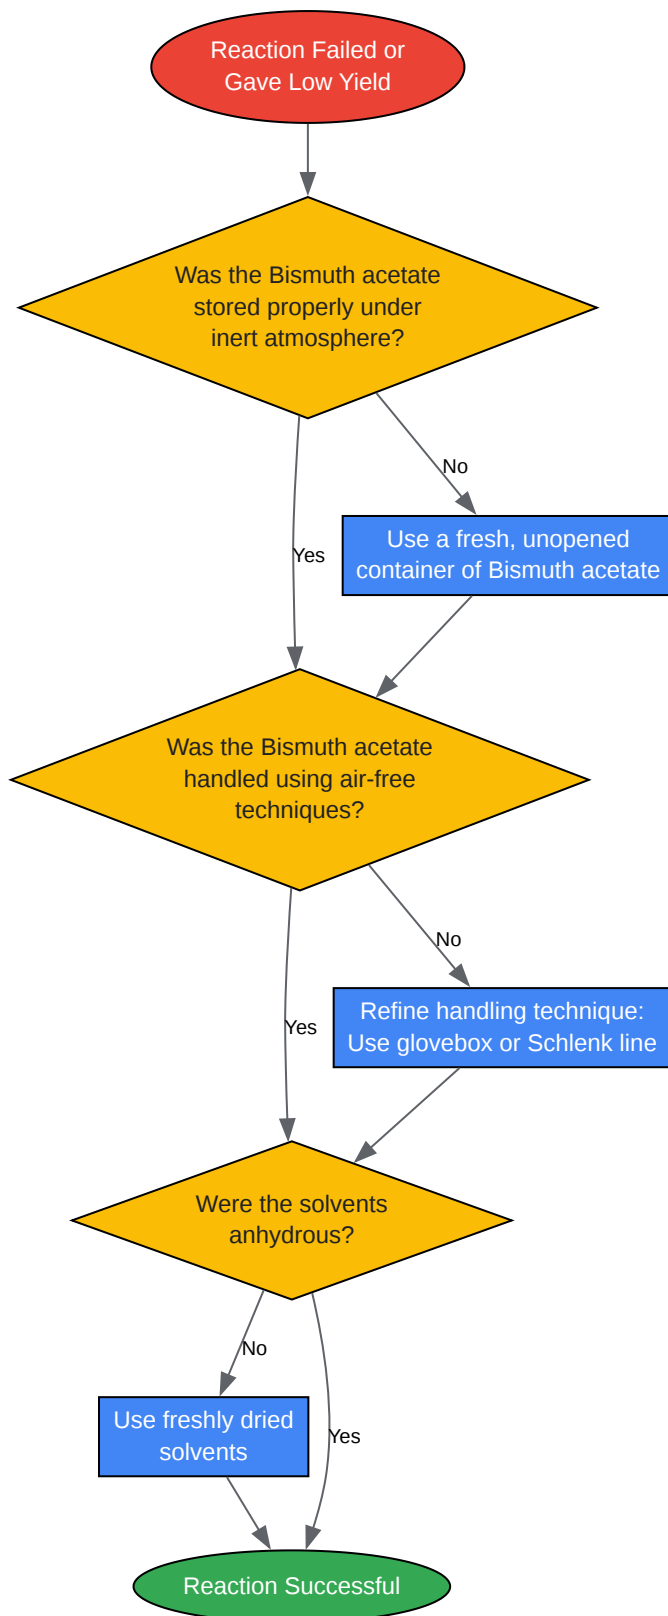 Reaction Failed or
Gave Low Yield
Was the Bismuth acetate
stored properly under
inert atmosphere?
No
Yes
Use a fresh, unopened
container of Bismuth acetate
Was the Bismuth acetate
handled using air-free
techniques?
No
Yes
Refine handling technique:
Use glovebox or Schlenk line
Were the solvents
anhydrous?
No
Use freshly dried
solvents
Yes
Reaction Successful